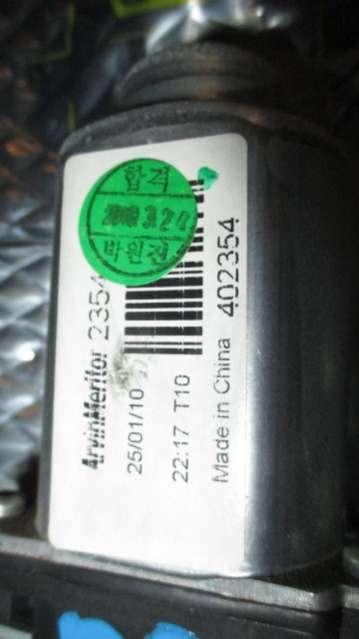 ArvinMeritor 2354
25/01/10
22:17 T10
Made in China 402354
합격
박원전